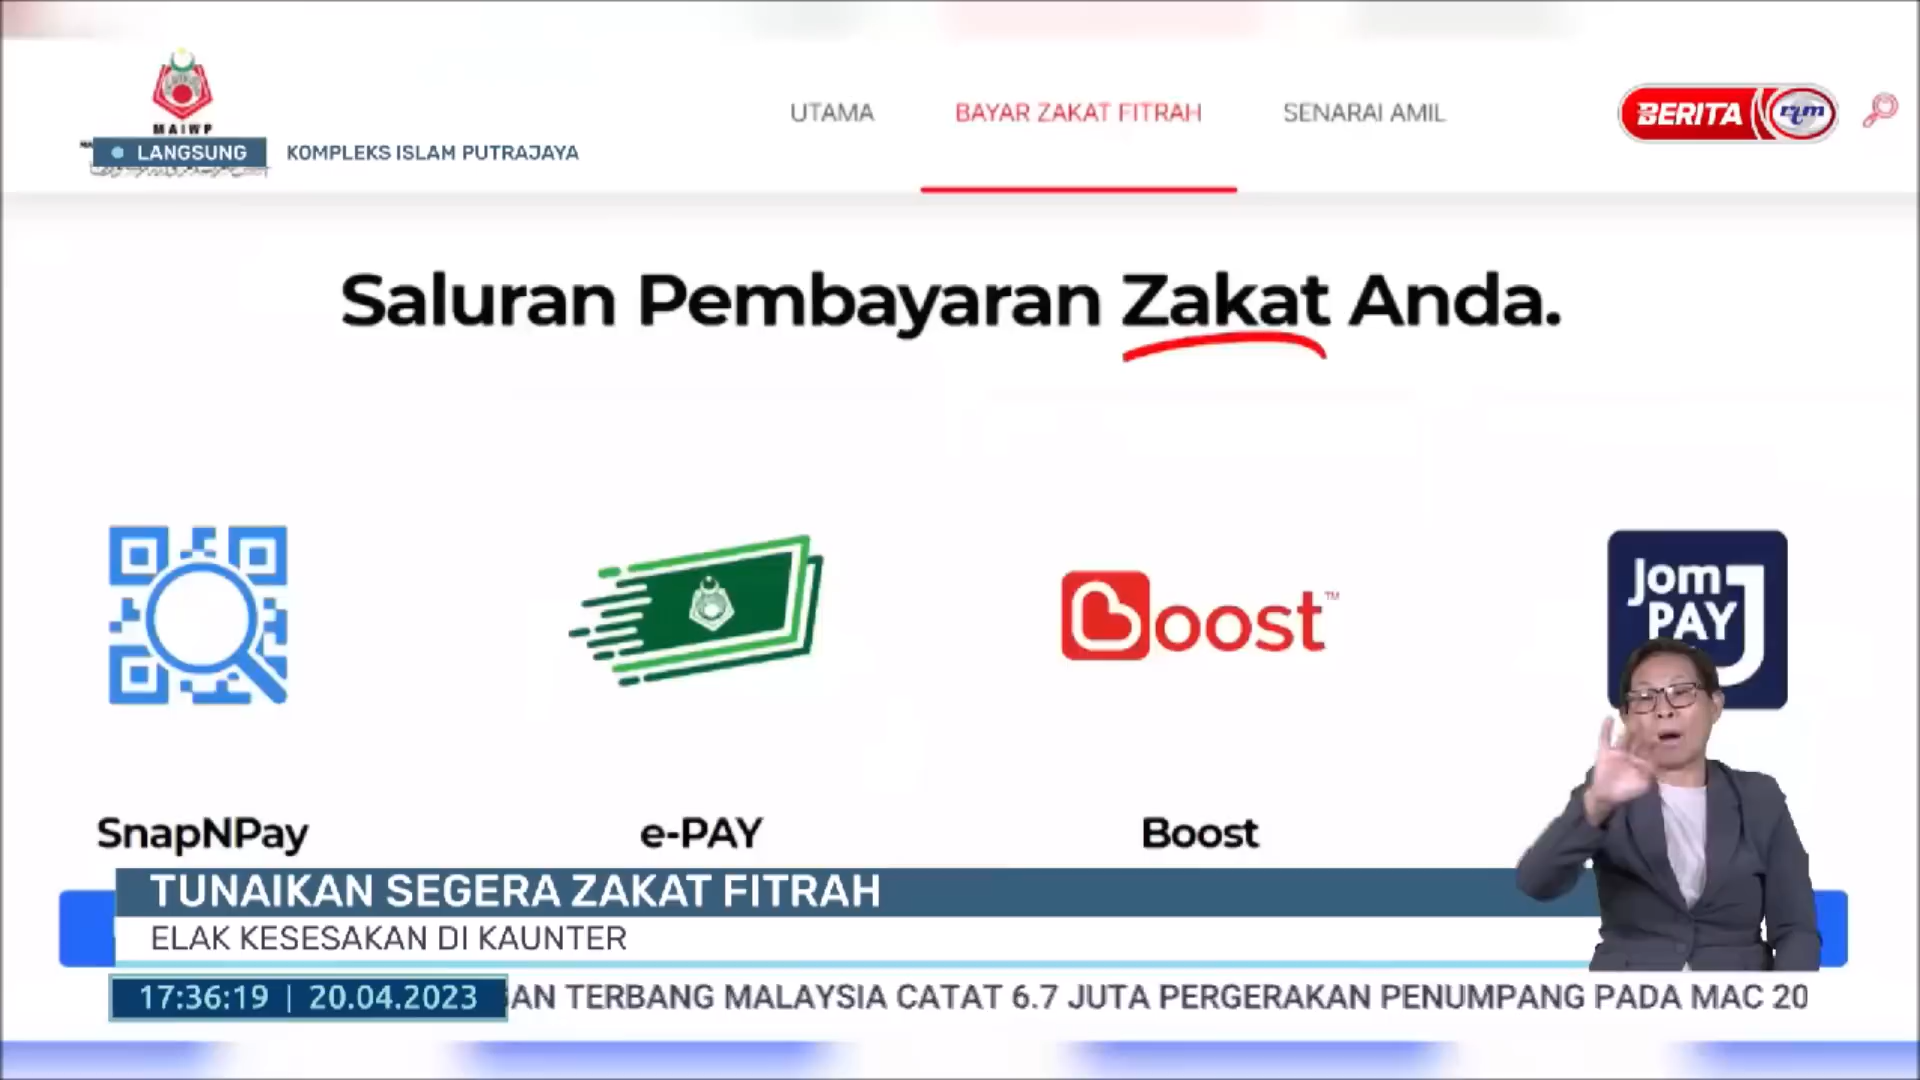 MAIWP
LANGSUNG
KOMPLEKS ISLAM PUTRAJAYA
UTAMA
BAYAR ZAKAT FITRAH
SENARAI AMIL
BERITA rtm
Saluran Pembayaran Zakat Anda.
Boost™
Jom
PAY
SnapNPay
e-PAY
Boost
TUNAIKAN SEGERA ZAKAT FITRAH
ELAK KESESAKAN DI KAUNTER
17:36:19 | 20.04.2023
AN TERBANG MALAYSIA CATAT 6.7 JUTA PERGERAKAN PENUMPANG PADA MAC 20